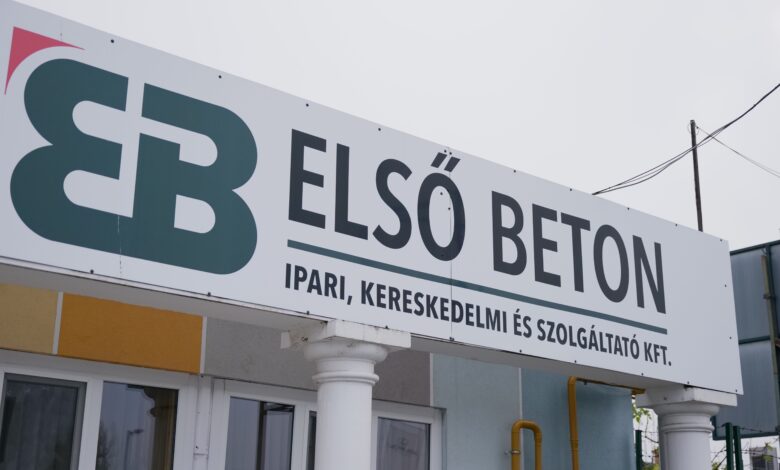 EB
ELSŐ BETON
IPARI, KERESKEDELMI ÉS SZOLGÁLTATÓ KFT.